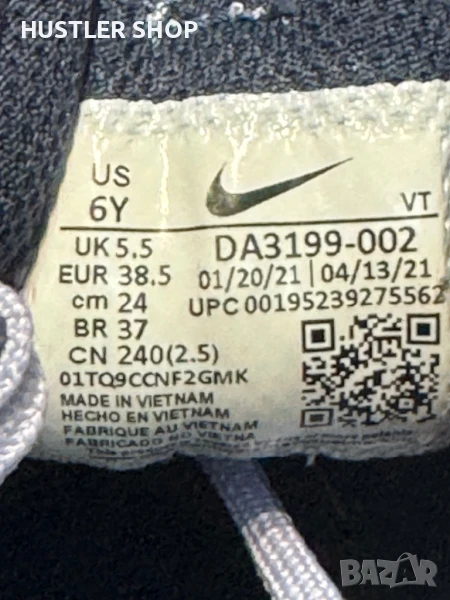 HUSTLER SHOP
US
6Y
VT
UK 5.5
DA3199-002
EUR 38.5
01/20/21 | 04/13/21
cm 24
UPC 00195239275562
BR 37
CN 240(2.5)
01TQ9CCNF2GMK
MADE IN VIETNAM
HECHO EN VIETNAM
FABRIQUE AU VIETNAM
FABRICADO NO VIETNA
This
BAZAR